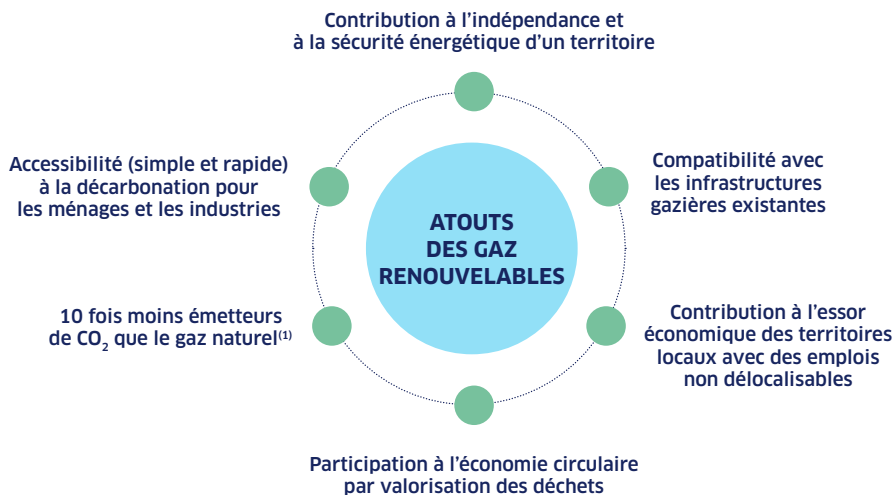 Contribution à l'indépendance et
à la sécurité énergétique d'un territoire
Accessibilité (simple et rapide)
à la décarbonation pour
les ménages et les industries
Compatibilité avec
les infrastructures
gazières existantes
ATOUTS
DES GAZ
RENOUVELABLES
10 fois moins émetteurs
de CO₂ que le gaz naturel⁽¹⁾
Contribution à l'essor
économique des territoires
locaux avec des emplois
non délocalisables
Participation à l'économie circulaire
par valorisation des déchets